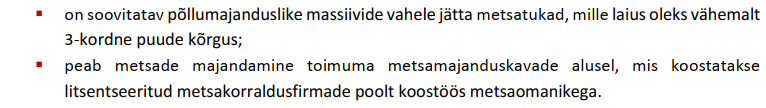 ▪ on soovitatav põllumajanduslike massiivide vahele jätta metsatukad, mille laius oleks vähemalt
3-kordne puude kõrgus;
▪ peab metsade majandamine toimuma metsamajanduskavade alusel, mis koostatakse
litsentseeritud metsakorraldusfirmade poolt koostöös metsaomanikega.